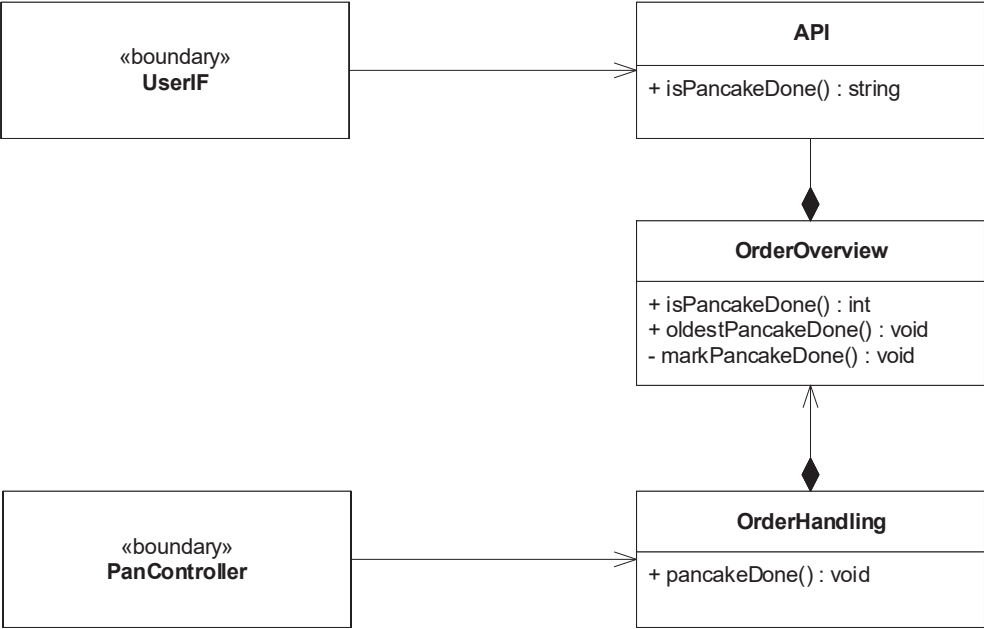 «boundary»
UserIF
API
+ isPancakeDone() : string
OrderOverview
+ isPancakeDone() : int
+ oldestPancakeDone() : void
- markPancakeDone() : void
«boundary»
PanController
OrderHandling
+ pancakeDone() : void